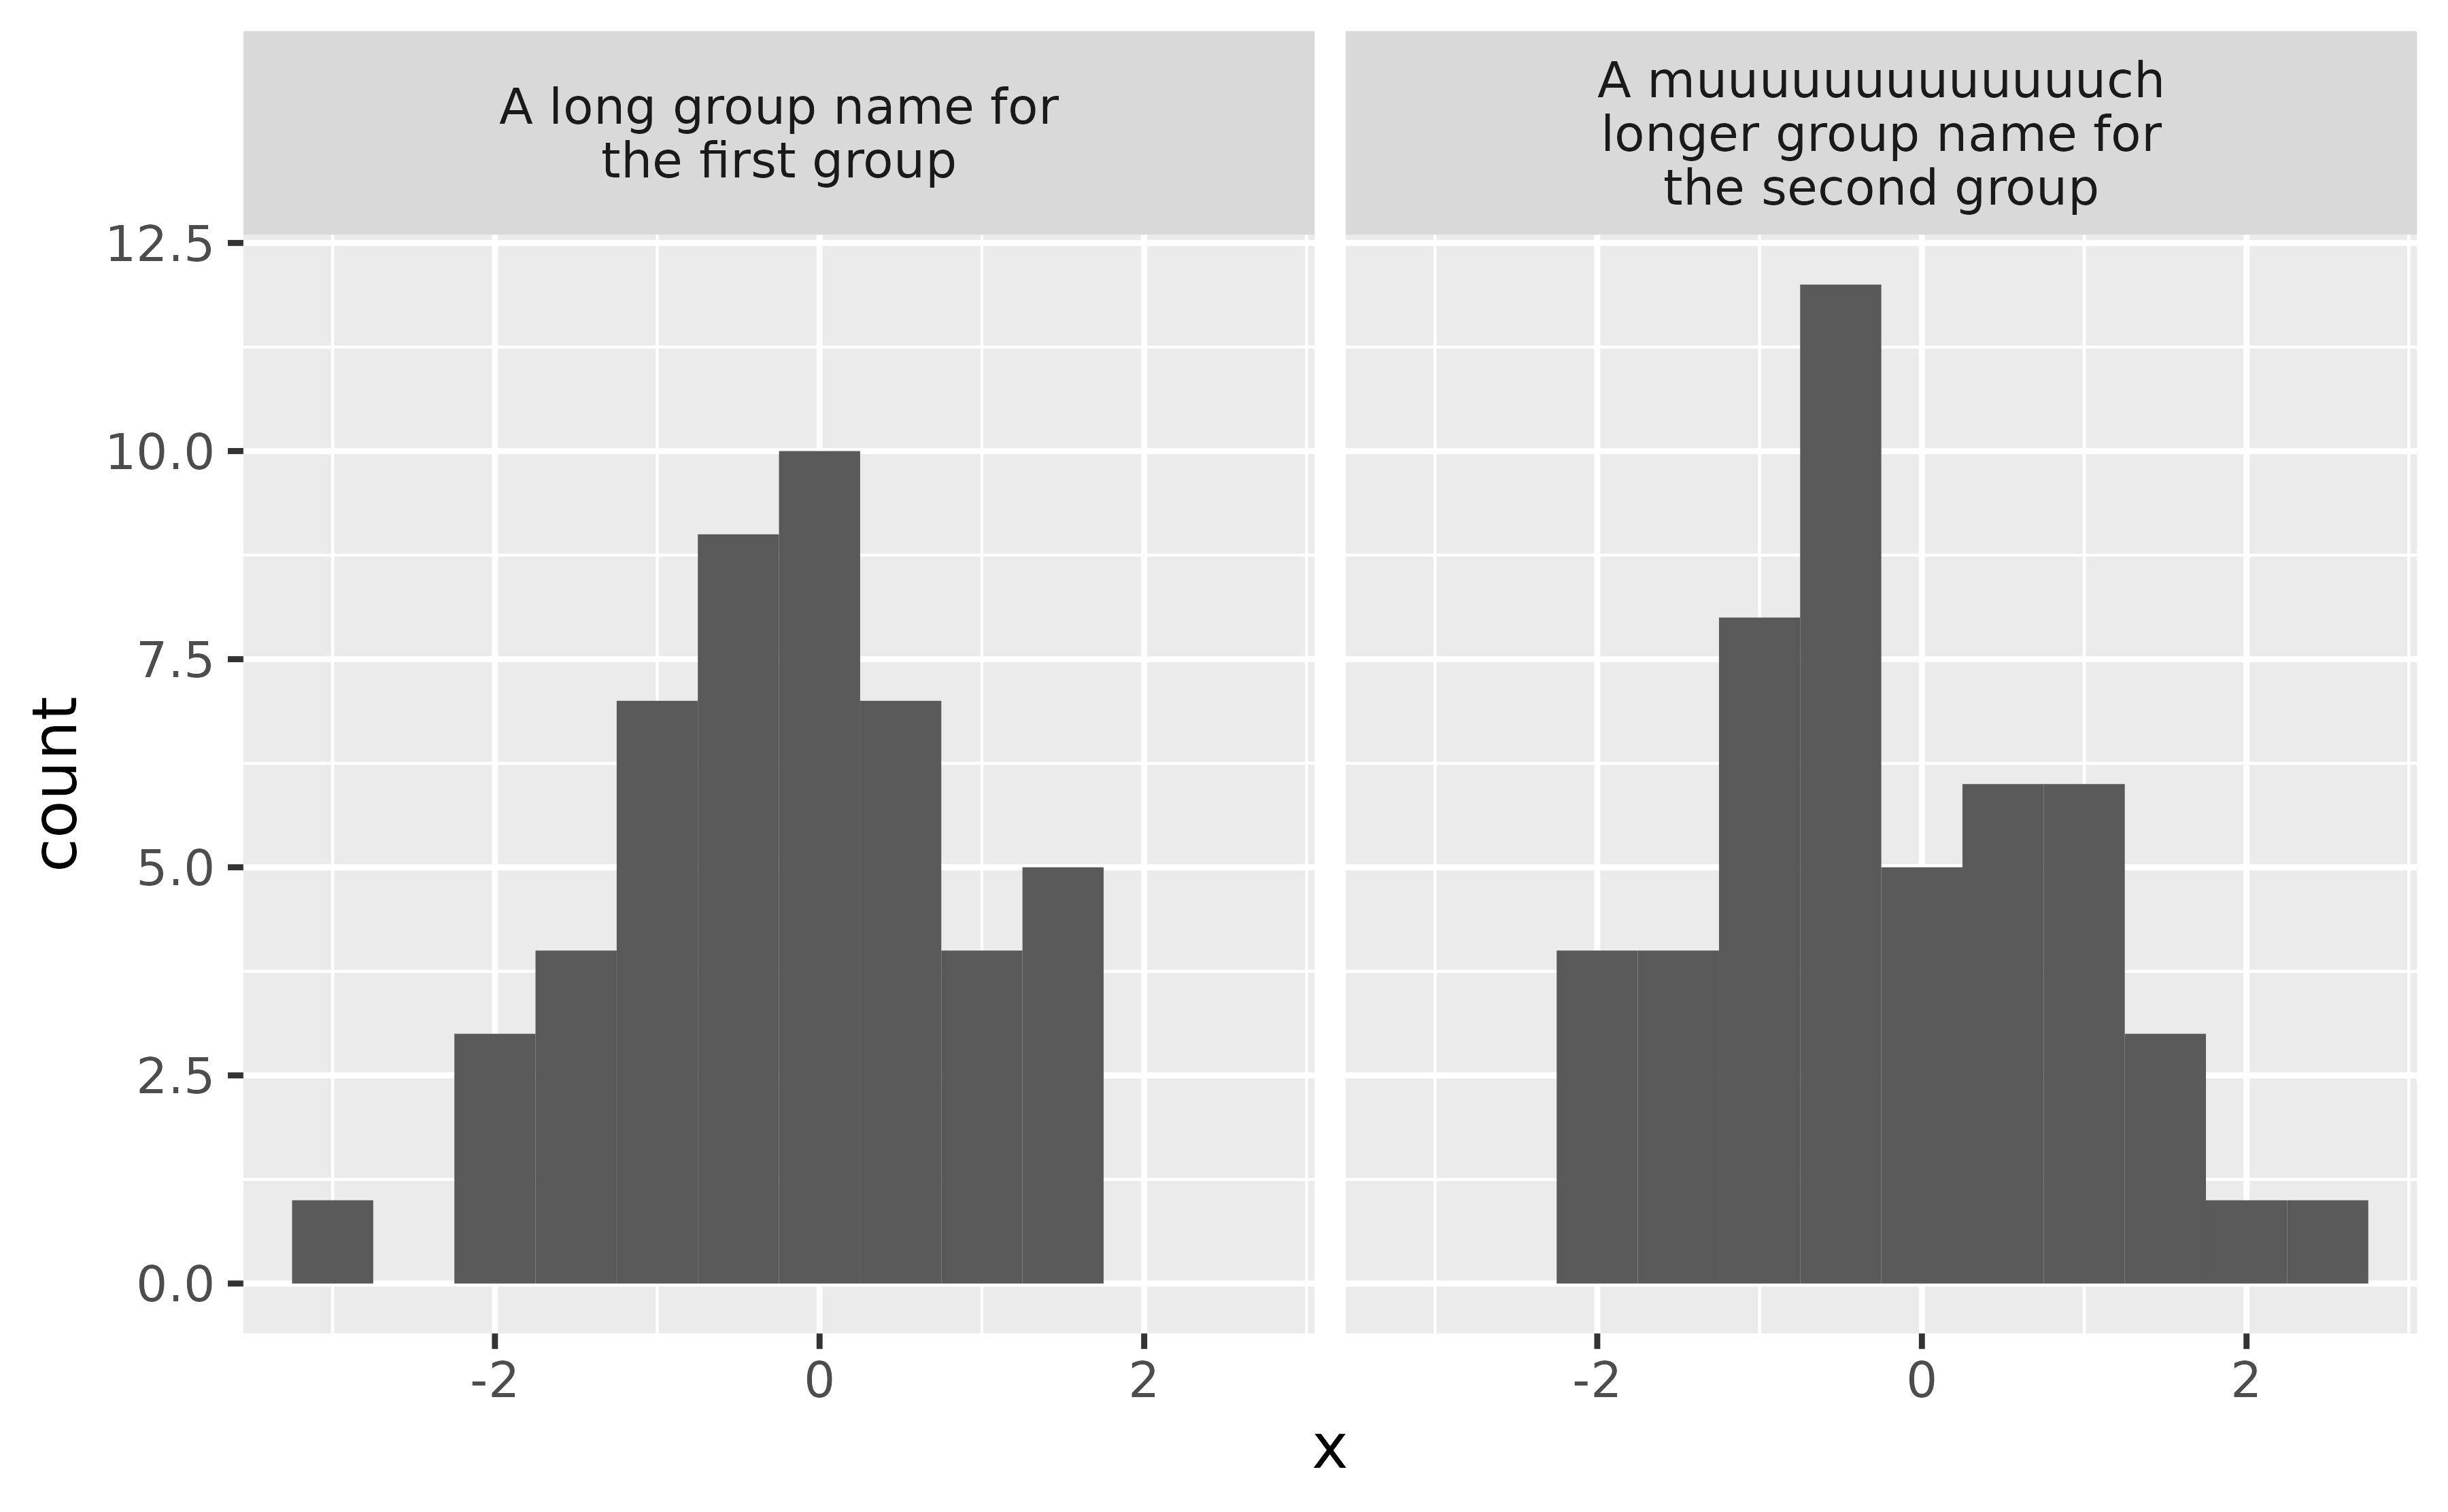 A long group name for
the first group
A muuuuuuuuuuuuuch
longer group name for
the second group
12.5
10.0
7.5
5.0
2.5
0.0
count
-2 0 2
-2 0 2
x